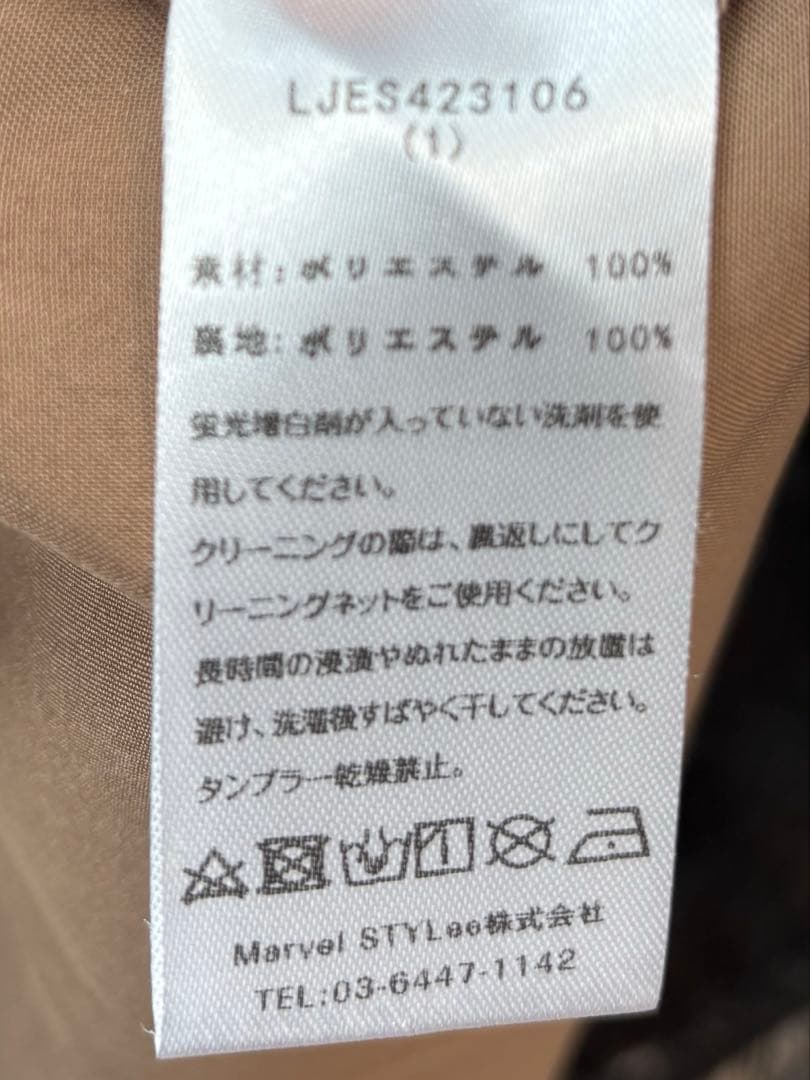 LJES423106
(1)
素材:ポリエステル 100%
裏地:ポリエステル 100%
蛍光増白剤が入っていない洗剤を使
用してください。
クリーニングの際は、裏返しにしてク
リーニングネットをご使用ください。
長時間の浸漬やぬれたままの放置は
避け、洗濯後すばやく干してください。
タンブラー乾燥禁止。
Marvel STYLee株式会社
TEL:03-6447-1142